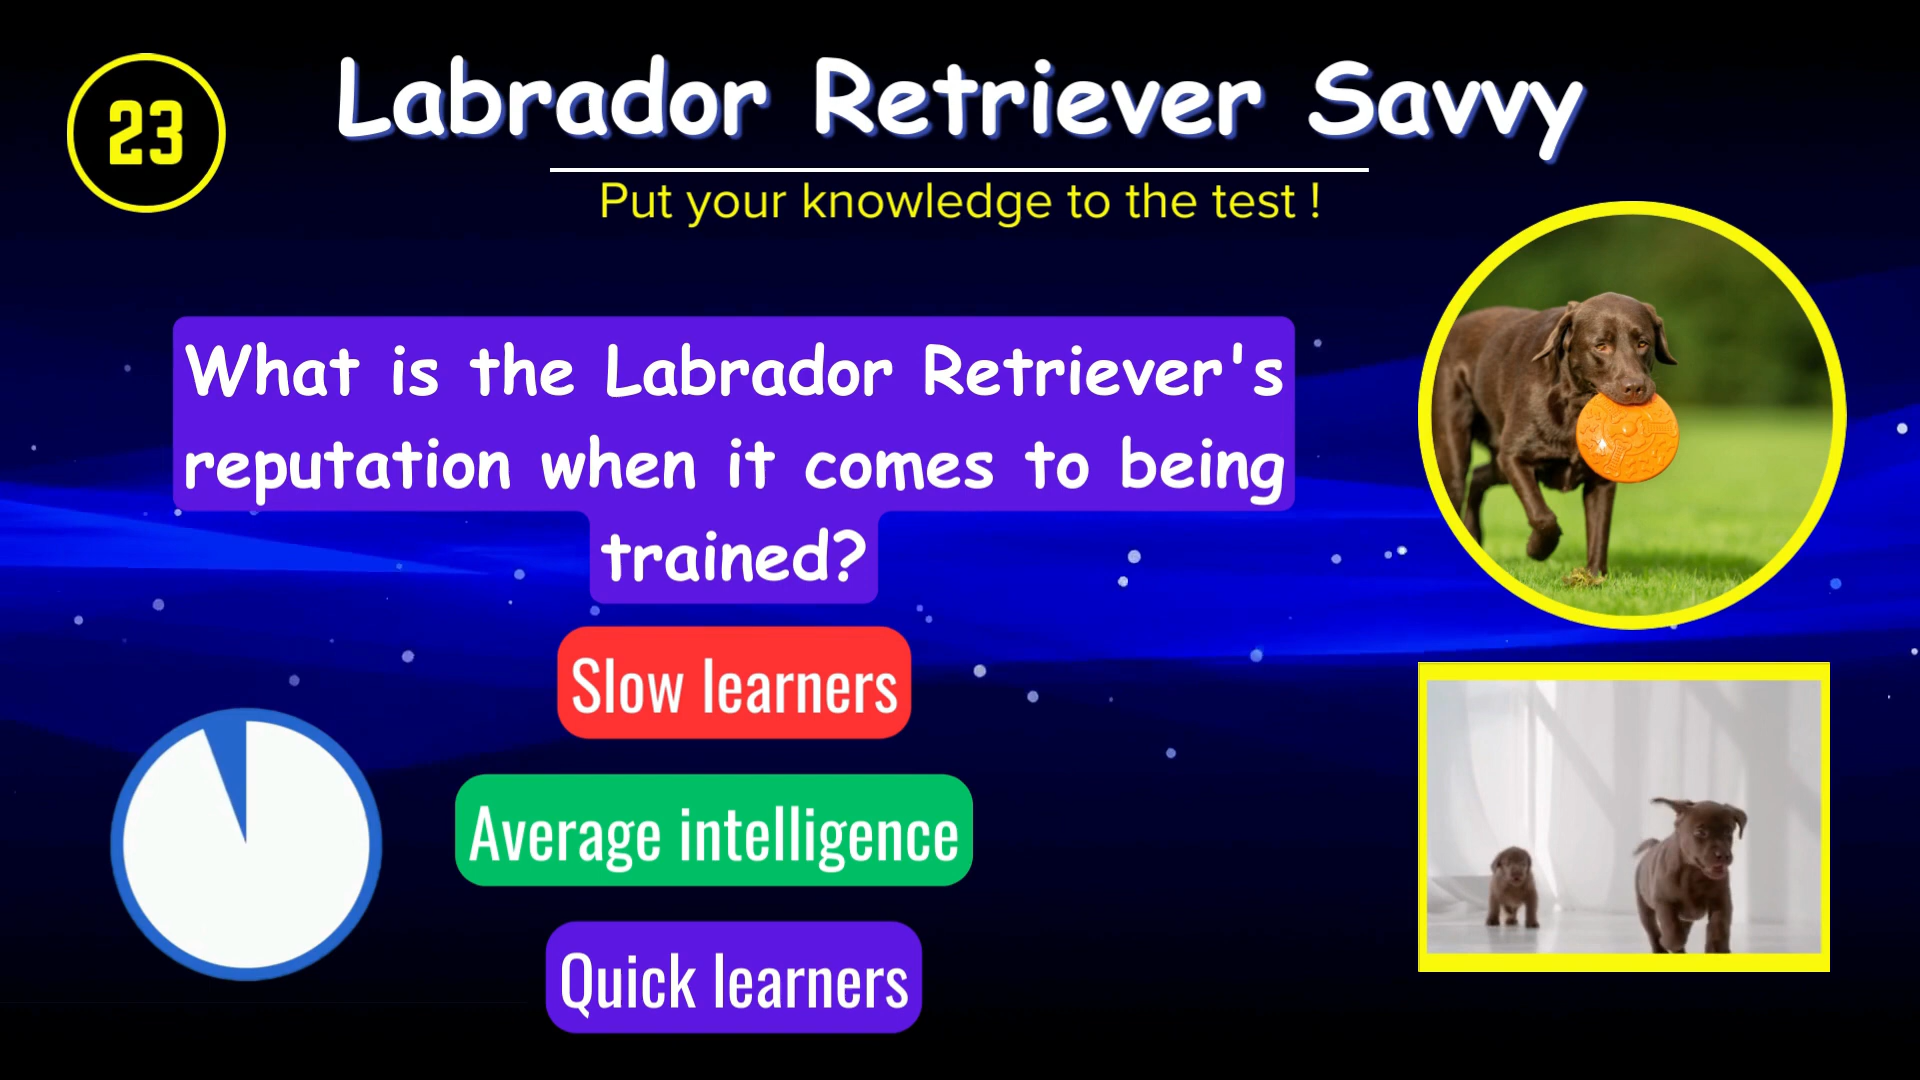 23
Labrador Retriever Savvy
Put your knowledge to the test !
What is the Labrador Retriever's
reputation when it comes to being
trained?
Slow learners
Average intelligence
Quick learners